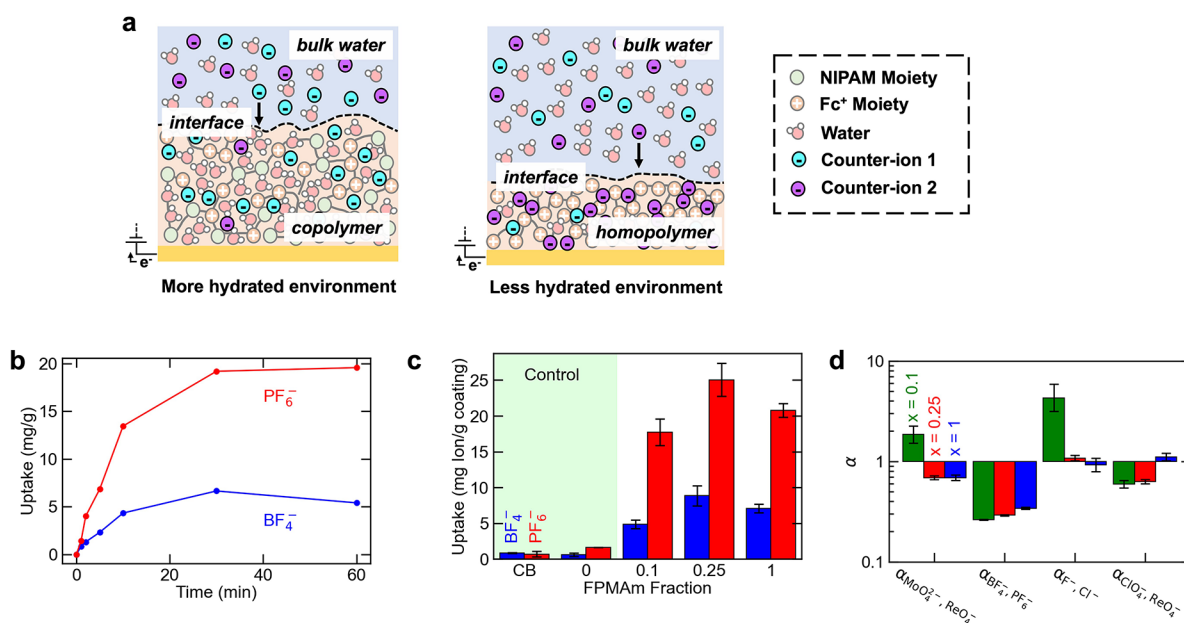 a
bulk water
interface
copolymer
e-
More hydrated environment
bulk water
interface
homopolymer
e-
Less hydrated environment
NIPAM Moiety
Fc⁺ Moiety
Water
Counter-ion 1
Counter-ion 2
b
Uptake (mg/g)
20
15
10
5
0
PF₆⁻
BF₄⁻
0
20
40
60
Time (min)
c
Uptake (mg Ion/g coating)
25
20
15
10
5
0
Control
BF₄⁻
PF₆⁻
CB
0
0.1
0.25
1
FPMAm Fraction
d
α
10
1
0.1
x = 0.1
x = 0.25
x = 1
α MoO₄²⁻, ReO₄⁻
α BF₄⁻, PF₆⁻
α F⁻, Cl⁻
α ClO₄⁻, ReO₄⁻